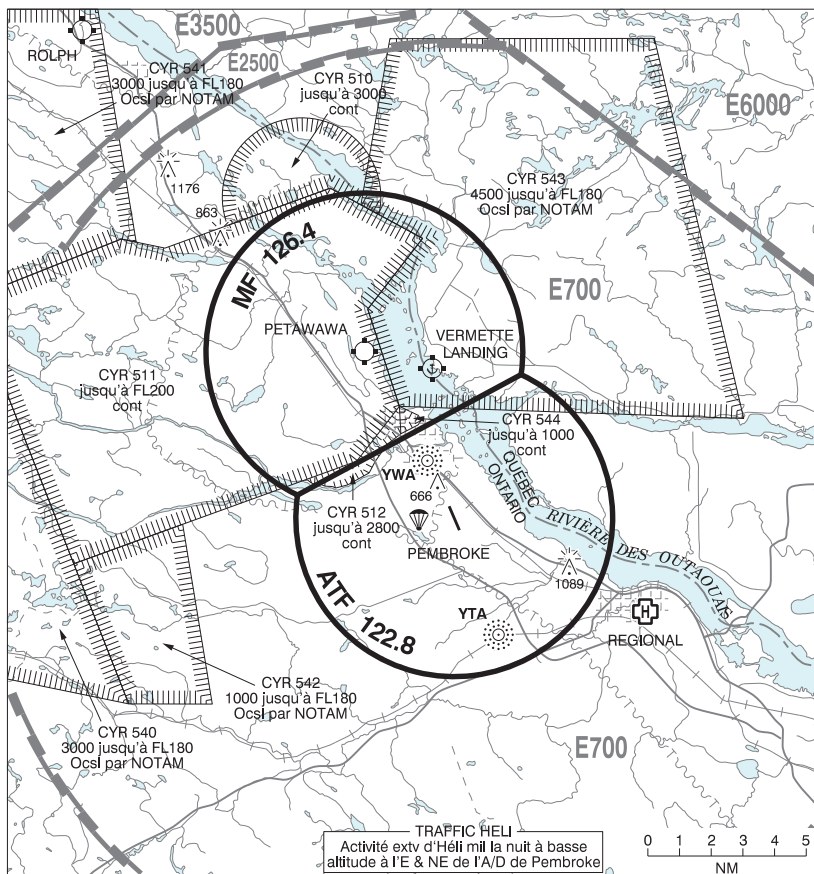 E3500
ROLPH
E2500
CYR 541
3000 jusqu'à FL180
Ocsl par NOTAM
CYR 510
jusqu'à 3000
cont
E6000
1176
863
CYR 543
4500 jusqu'à FL180
Ocsl par NOTAM
MF 126.4
E700
PETAWAWA
VERMETTE
LANDING
CYR 511
jusqu'à FL200
cont
CYR 544
jusqu'à 1000
cont
YWA
666
QUÉBEC
ONTARIO
RIVIÈRE DES OUTAOUAIS
CYR 512
jusqu'à 2800
cont
PEMBROKE
1089
ATF 122.8
YTA
H
REGIONAL
CYR 542
1000 jusqu'à FL180
Ocsl par NOTAM
CYR 540
3000 jusqu'à FL180
Ocsl par NOTAM
E700
TRAFFIC HELI
Activité extv d'Héli mil la nuit à basse
altitude à l'E & NE de l'A/D de Pembroke
0 1 2 3 4 5
NM